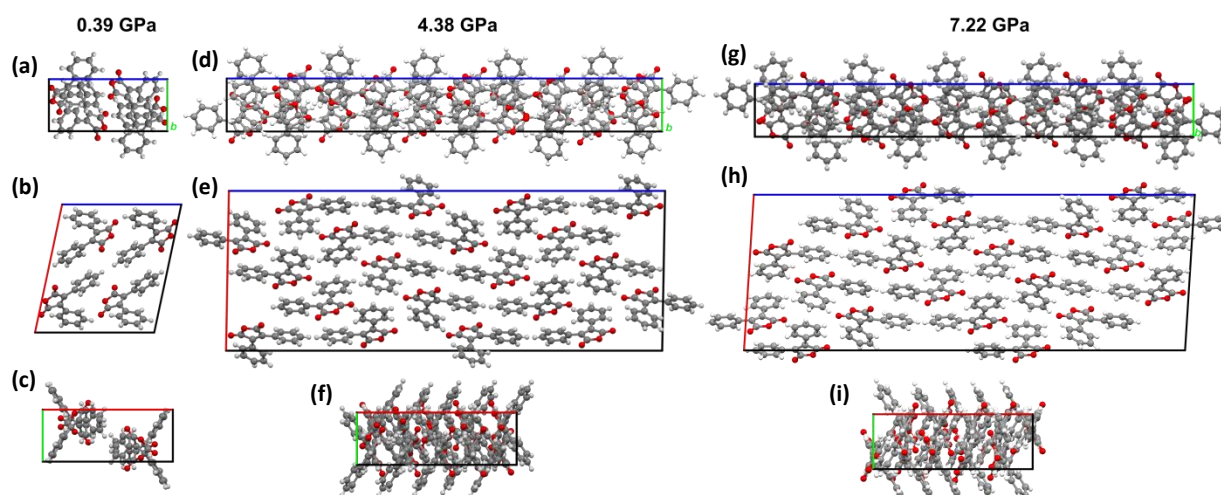 0.39 GPa
4.38 GPa
7.22 GPa
(a)
(d)
(g)
b
b
(b)
(e)
(h)
(c)
(f)
(i)